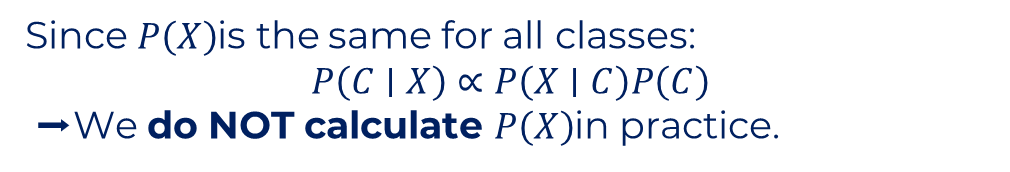 Since P(X)is the same for all classes:
P(C | X) ∝ P(X | C)P(C)
➞We do NOT calculate P(X)in practice.